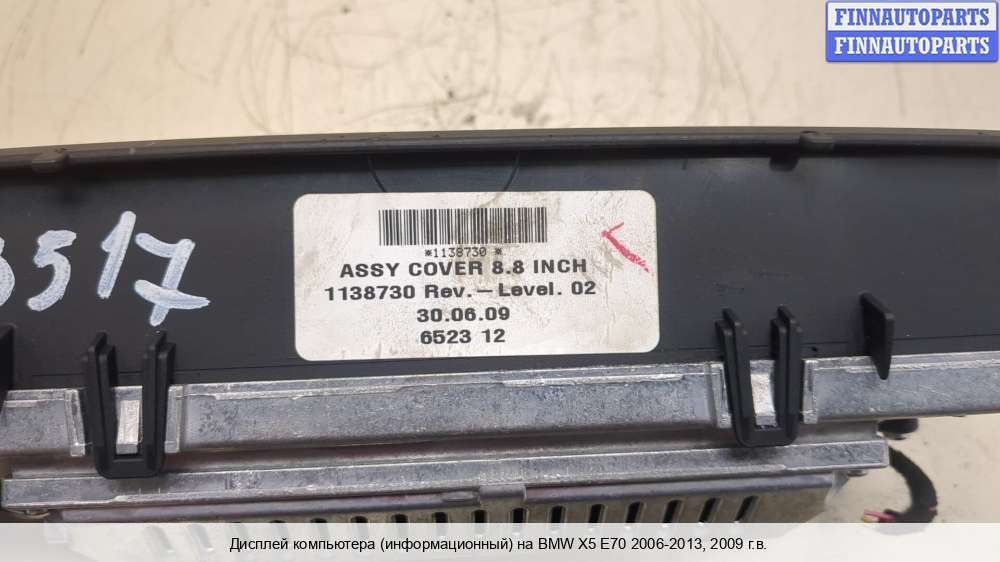 FINNAUTOPARTS
FINNAUTOPARTS
*1138730 *
ASSY COVER 8.8 INCH
1138730 Rev.-Level. 02
30.06.09
6523 12
3517
Дисплей компьютера (информационный) на BMW X5 E70 2006-2013, 2009 г.в.